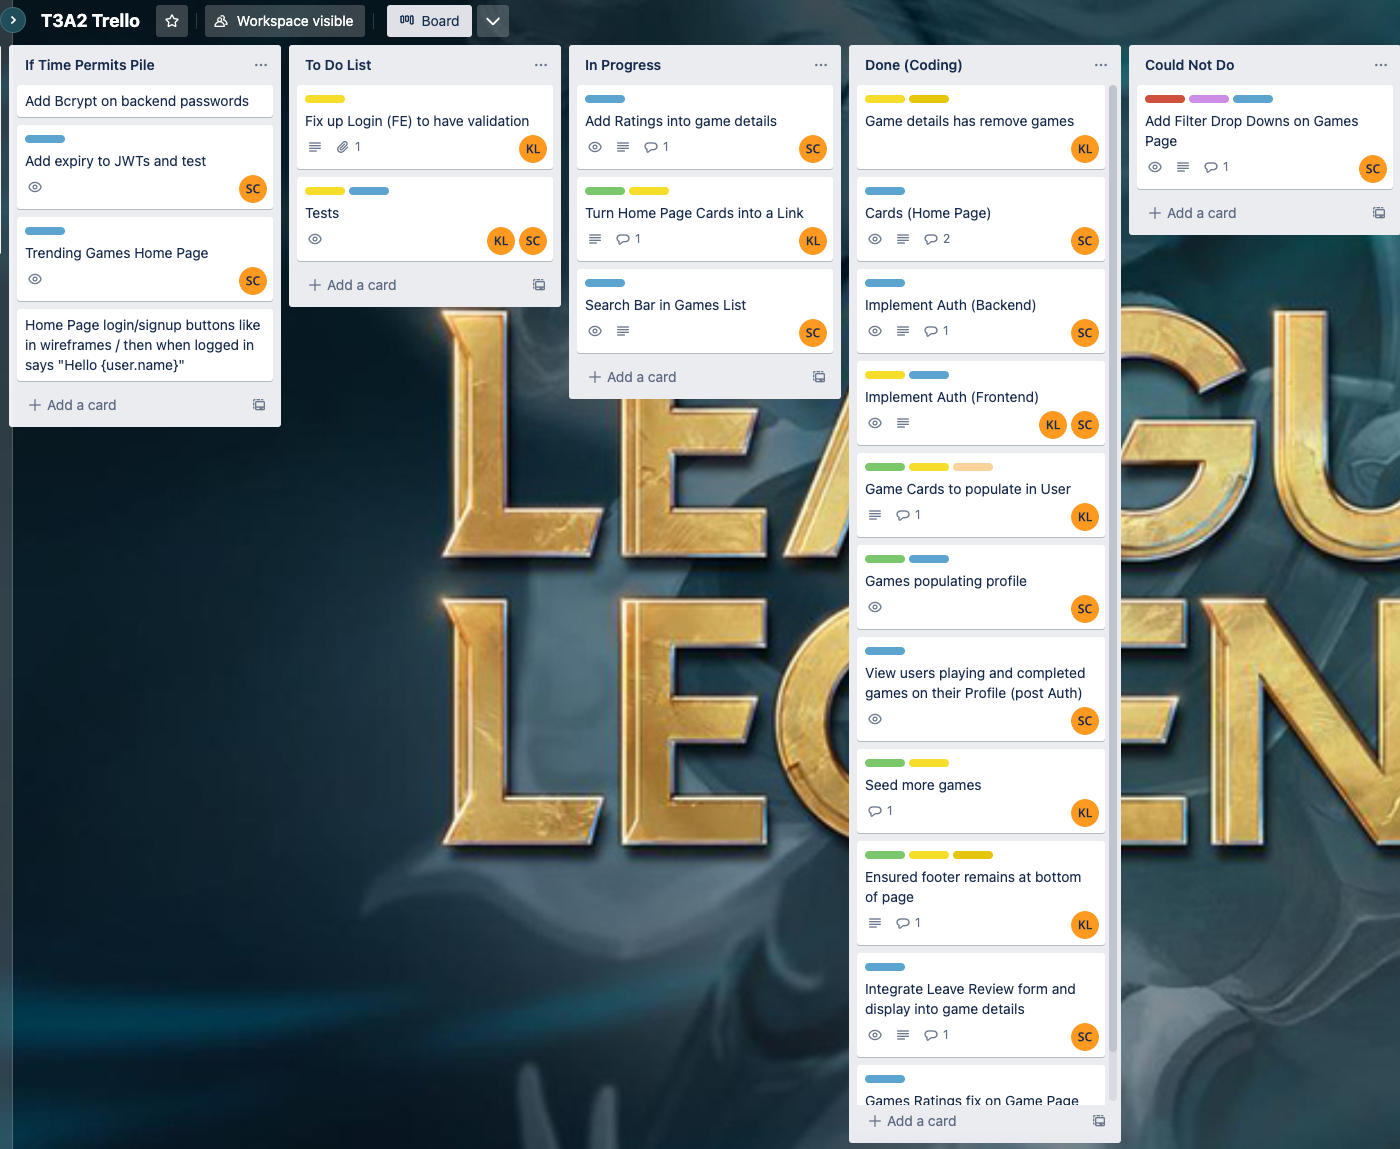 T3A2 Trello
Workspace visible
Board
If Time Permits Pile
Add Bcrypt on backend passwords
Add expiry to JWTs and test
SC
Trending Games Home Page
SC
Home Page login/signup buttons like
in wireframes / then when logged in
says "Hello {user.name}"
Add a card
To Do List
Fix up Login (FE) to have validation
1
KL
Tests
KL SC
Add a card
In Progress
Add Ratings into game details
1
SC
Turn Home Page Cards into a Link
1
KL
Search Bar in Games List
SC
Add a card
Done (Coding)
Game details has remove games
KL
Cards (Home Page)
2
SC
Implement Auth (Backend)
1
SC
Implement Auth (Frontend)
KL SC
Game Cards to populate in User
1
KL
Games populating profile
SC
View users playing and completed
games on their Profile (post Auth)
SC
Seed more games
1
KL
Ensured footer remains at bottom
of page
1
KL
Integrate Leave Review form and
display into game details
1
SC
Games Ratings fix on Game Page
Add a card
Could Not Do
Add Filter Drop Downs on Games
Page
1
SC
Add a card
LEAGU
LEGEN